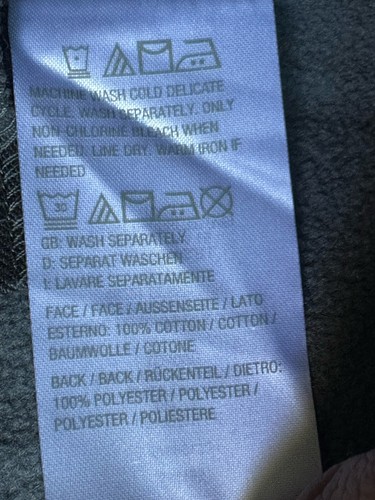 MACHINE WASH COLD DELICATE
CYCLE. WASH SEPARATELY. ONLY
NON-CHLORINE BLEACH WHEN
NEEDED. LINE DRY. WARM IRON IF
NEEDED
30
GB: WASH SEPARATELY
D: SEPARAT WASCHEN
I: LAVARE SEPARATAMENTE
FACE / FACE / AUSSENSEITE / LATO
ESTERNO: 100% COTTON / COTTON /
BAUMWOLLE / COTONE
BACK / BACK / RÜCKENTEIL / DIETRO:
100% POLYESTER / POLYESTER /
POLYESTER / POLIESTERE